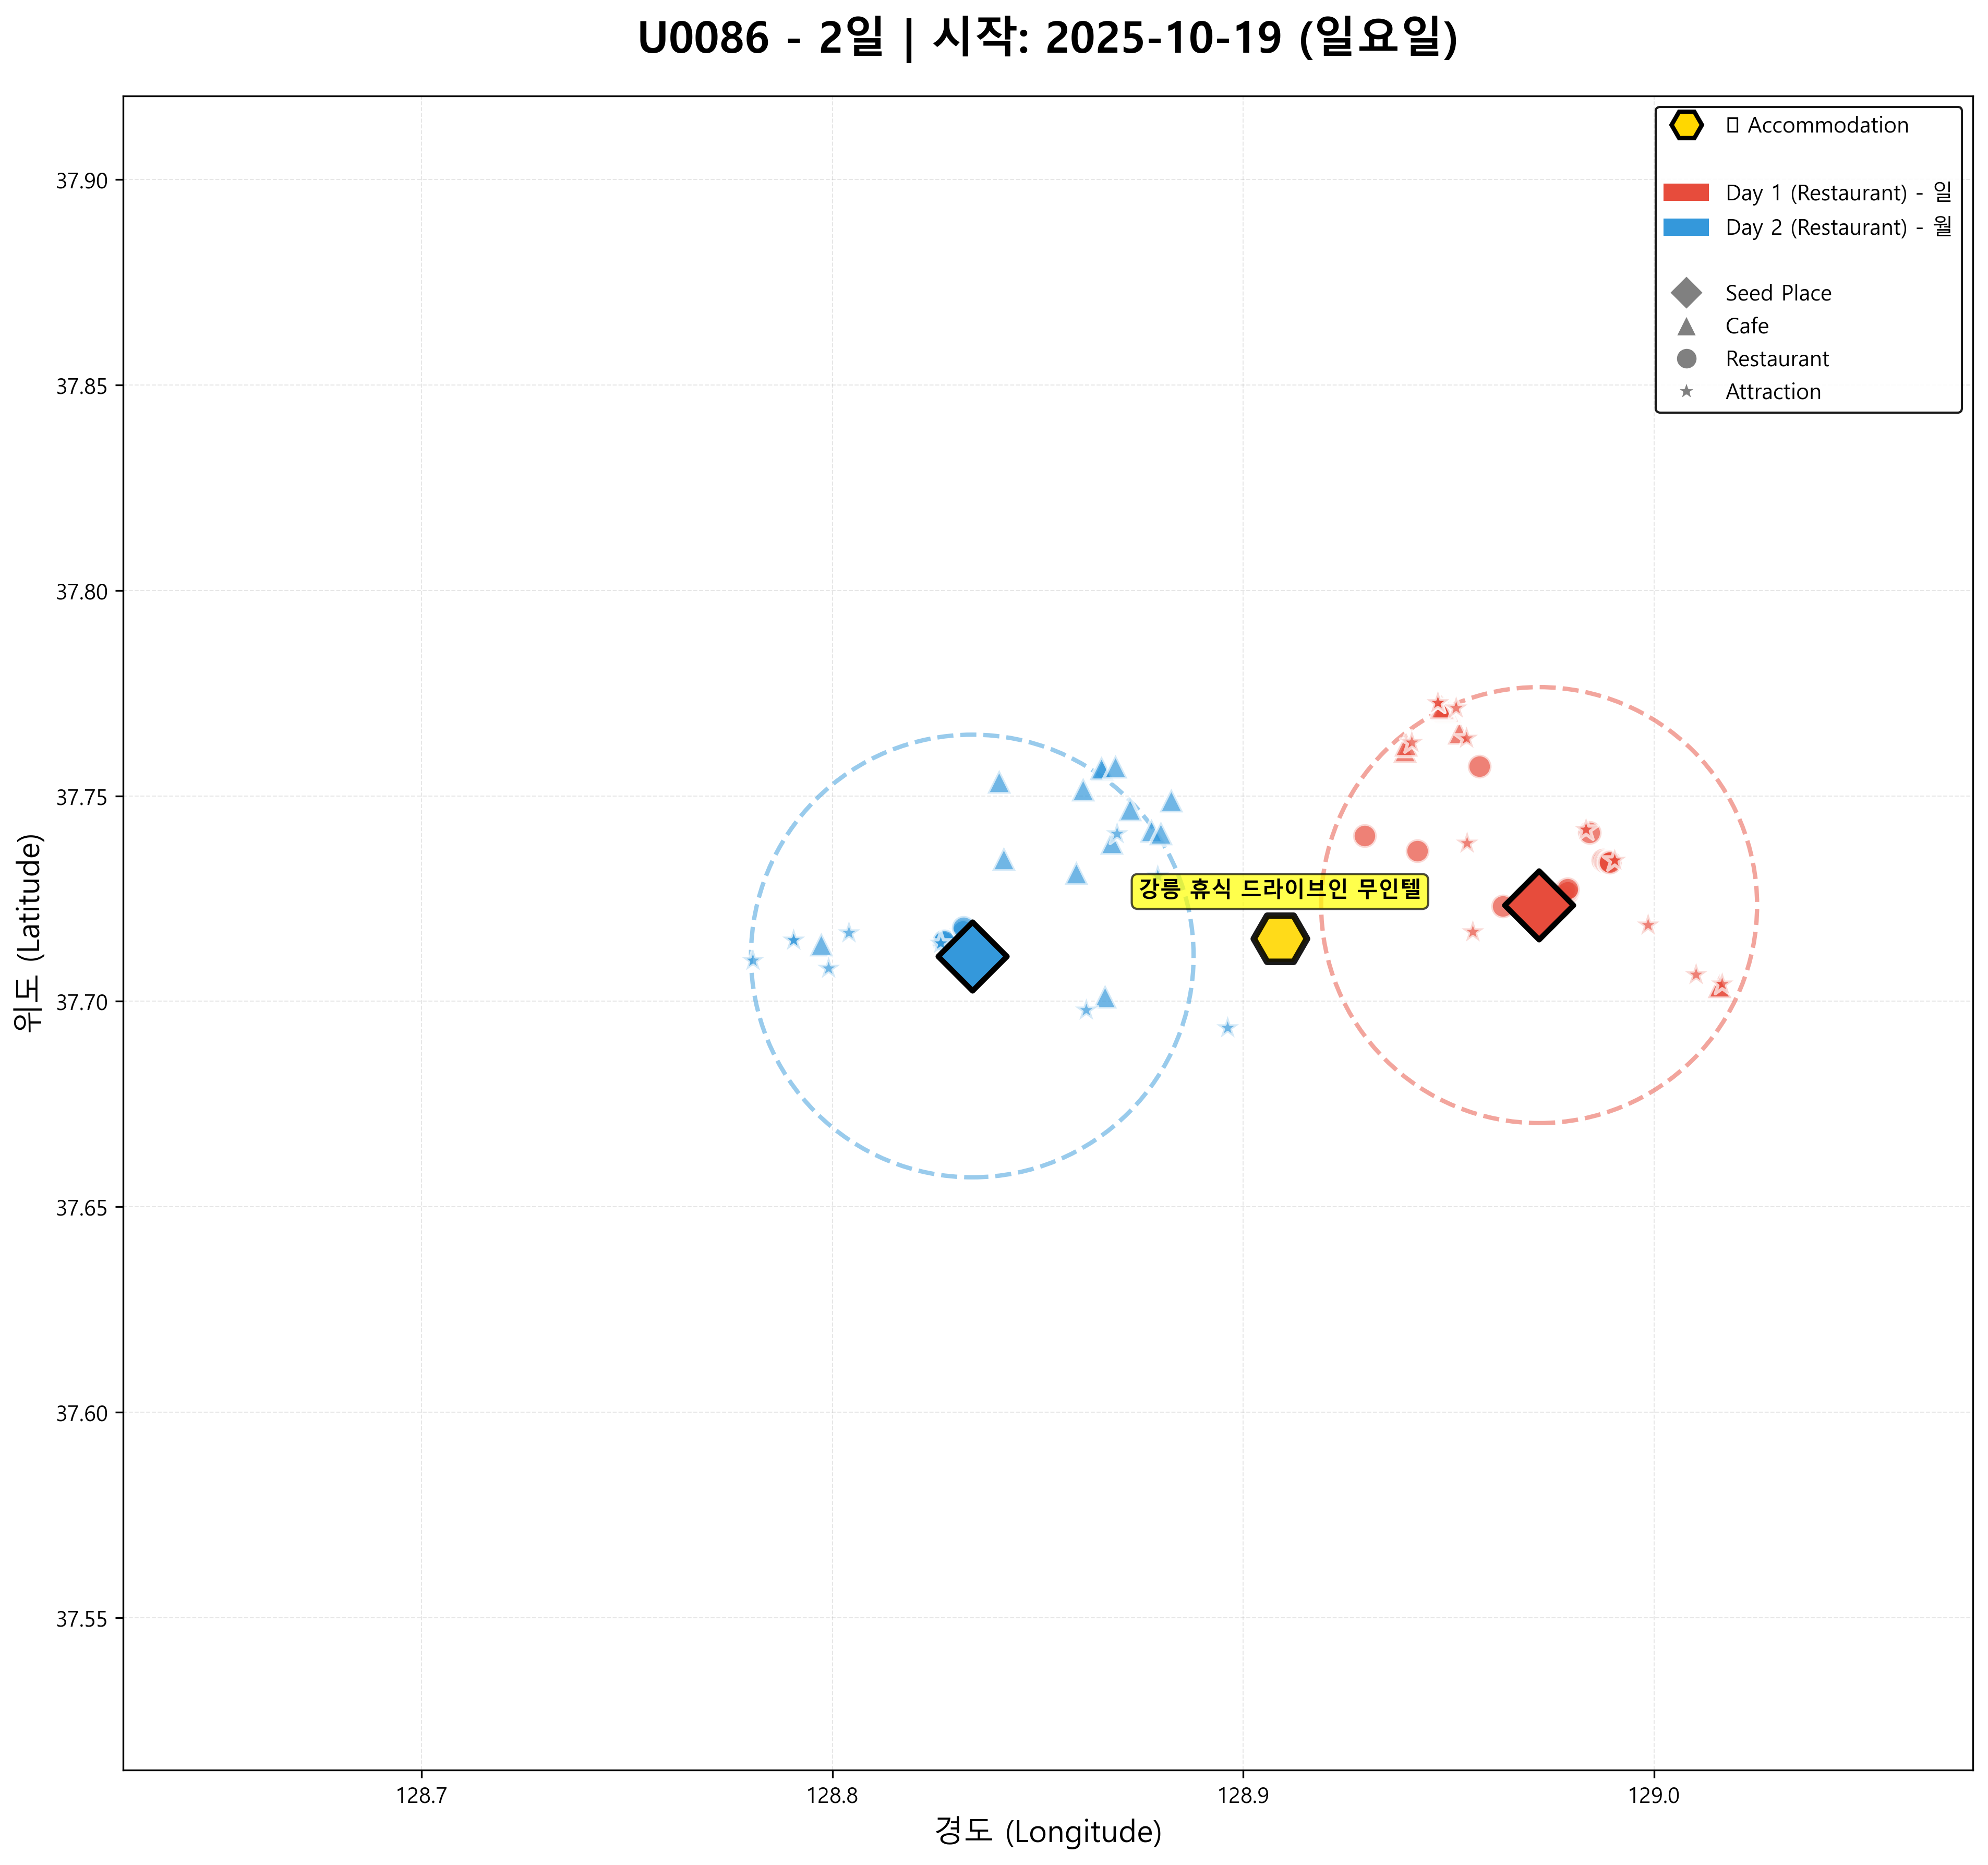 U0086 - 2일 | 시작: 2025-10-19 (일요일)
Accommodation
Day 1 (Restaurant) - 일
Day 2 (Restaurant) - 월
Seed Place
Cafe
Restaurant
Attraction
37.90
37.85
37.80
37.75
37.70
37.65
37.60
37.55
위도 (Latitude)
강릉 휴식 드라이브인 무인텔
128.7
128.8
128.9
129.0
경도 (Longitude)